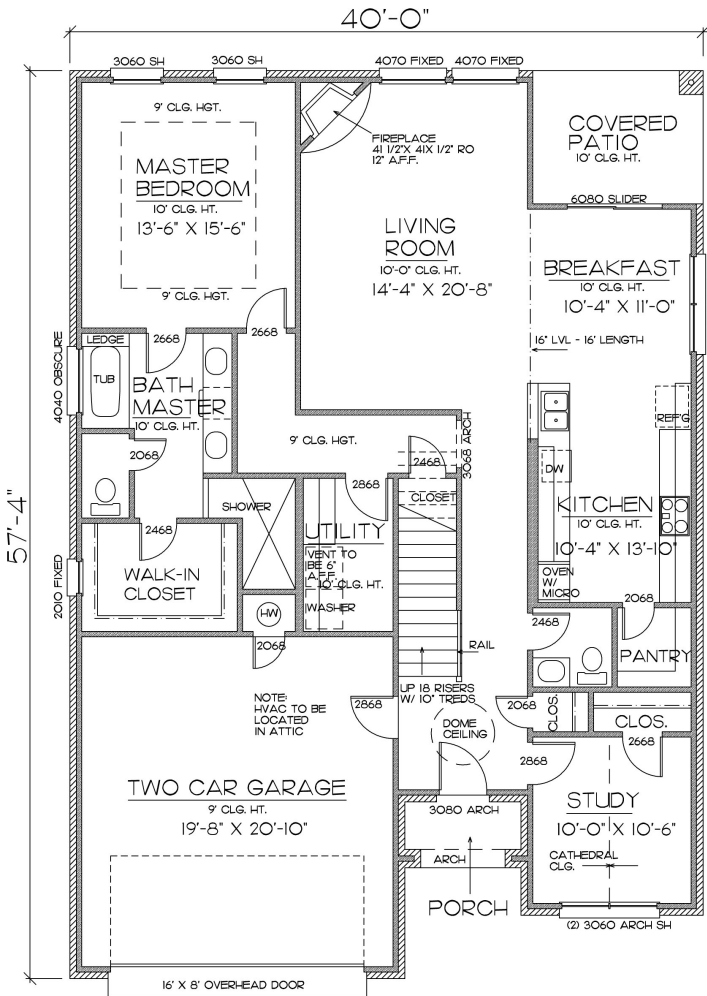 40'-0"
3060 SH
3060 SH
4070 FIXED
4070 FIXED
9' CLG. HGT.
MASTER
BEDROOM
10' CLG. HT.
13'-6" X 15'-6"
9' CLG. HGT.
FIREPLACE
41 1/2"X 41X 1/2" RO
12" A.F.F.
COVERED
PATIO
10' CLG. HT.
6080 SLIDER
LIVING
ROOM
10'-0" CLG. HT.
14'-4" X 20'-8"
BREAKFAST
10' CLG. HT.
10'-4" X 11'-0"
16" LVL - 16' LENGTH
57'-4"
4040 OBSCURE
LEDGE
TUB
2668
2668
BATH
MASTER
10' CLG. HT.
2068
9' CLG. HGT.
3068 ARCH
2468
CLOSET
2868
REF'G
DW
KITCHEN
10' CLG. HT.
10'-4" X 13'-10"
OVEN
W/
MICRO
SHOWER
UTILITY
VENT TO
BE 6"
A.F.F.
10' CLG. HT.
WASHER
2468
WALK-IN
CLOSET
2010 FIXED
HW
2068
2068
2468
PANTRY
RAIL
UP 18 RISERS
W/ 10" TREDS
DOME
CEILING
2068
CLOS.
CLOS.
2668
2868
2868
NOTE:
HVAC TO BE
LOCATED
IN ATTIC
TWO CAR GARAGE
9' CLG. HT.
19'-8" X 20'-10"
3080 ARCH
ARCH
PORCH
STUDY
10'-0" X 10'-6"
CATHEDRAL
CLG.
(2) 3060 ARCH SH
16' X 8' OVERHEAD DOOR